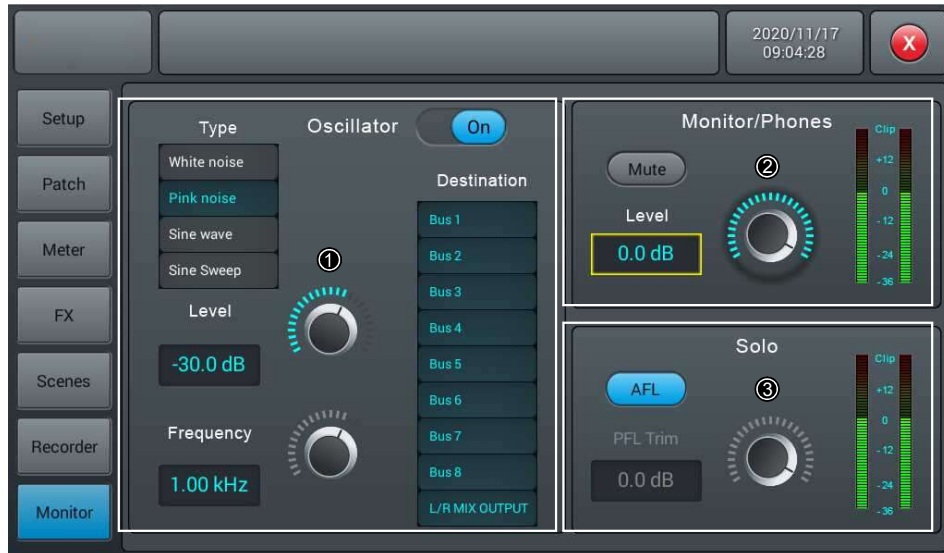 2020/11/17
09:04:28
X
Setup
Patch
Meter
FX
Scenes
Recorder
Monitor
Type
Oscillator
On
White noise
Pink noise
Sine wave
Sine Sweep
①
Level
-30.0 dB
Frequency
1.00 kHz
Destination
Bus 1
Bus 2
Bus 3
Bus 4
Bus 5
Bus 6
Bus 7
Bus 8
L/R MIX OUTPUT
Monitor/Phones
Mute
②
Level
0.0 dB
Clip
+12
0
-12
-24
-36
Solo
AFL
③
PFL Trim
0.0 dB
Clip
+12
0
-12
-24
-36